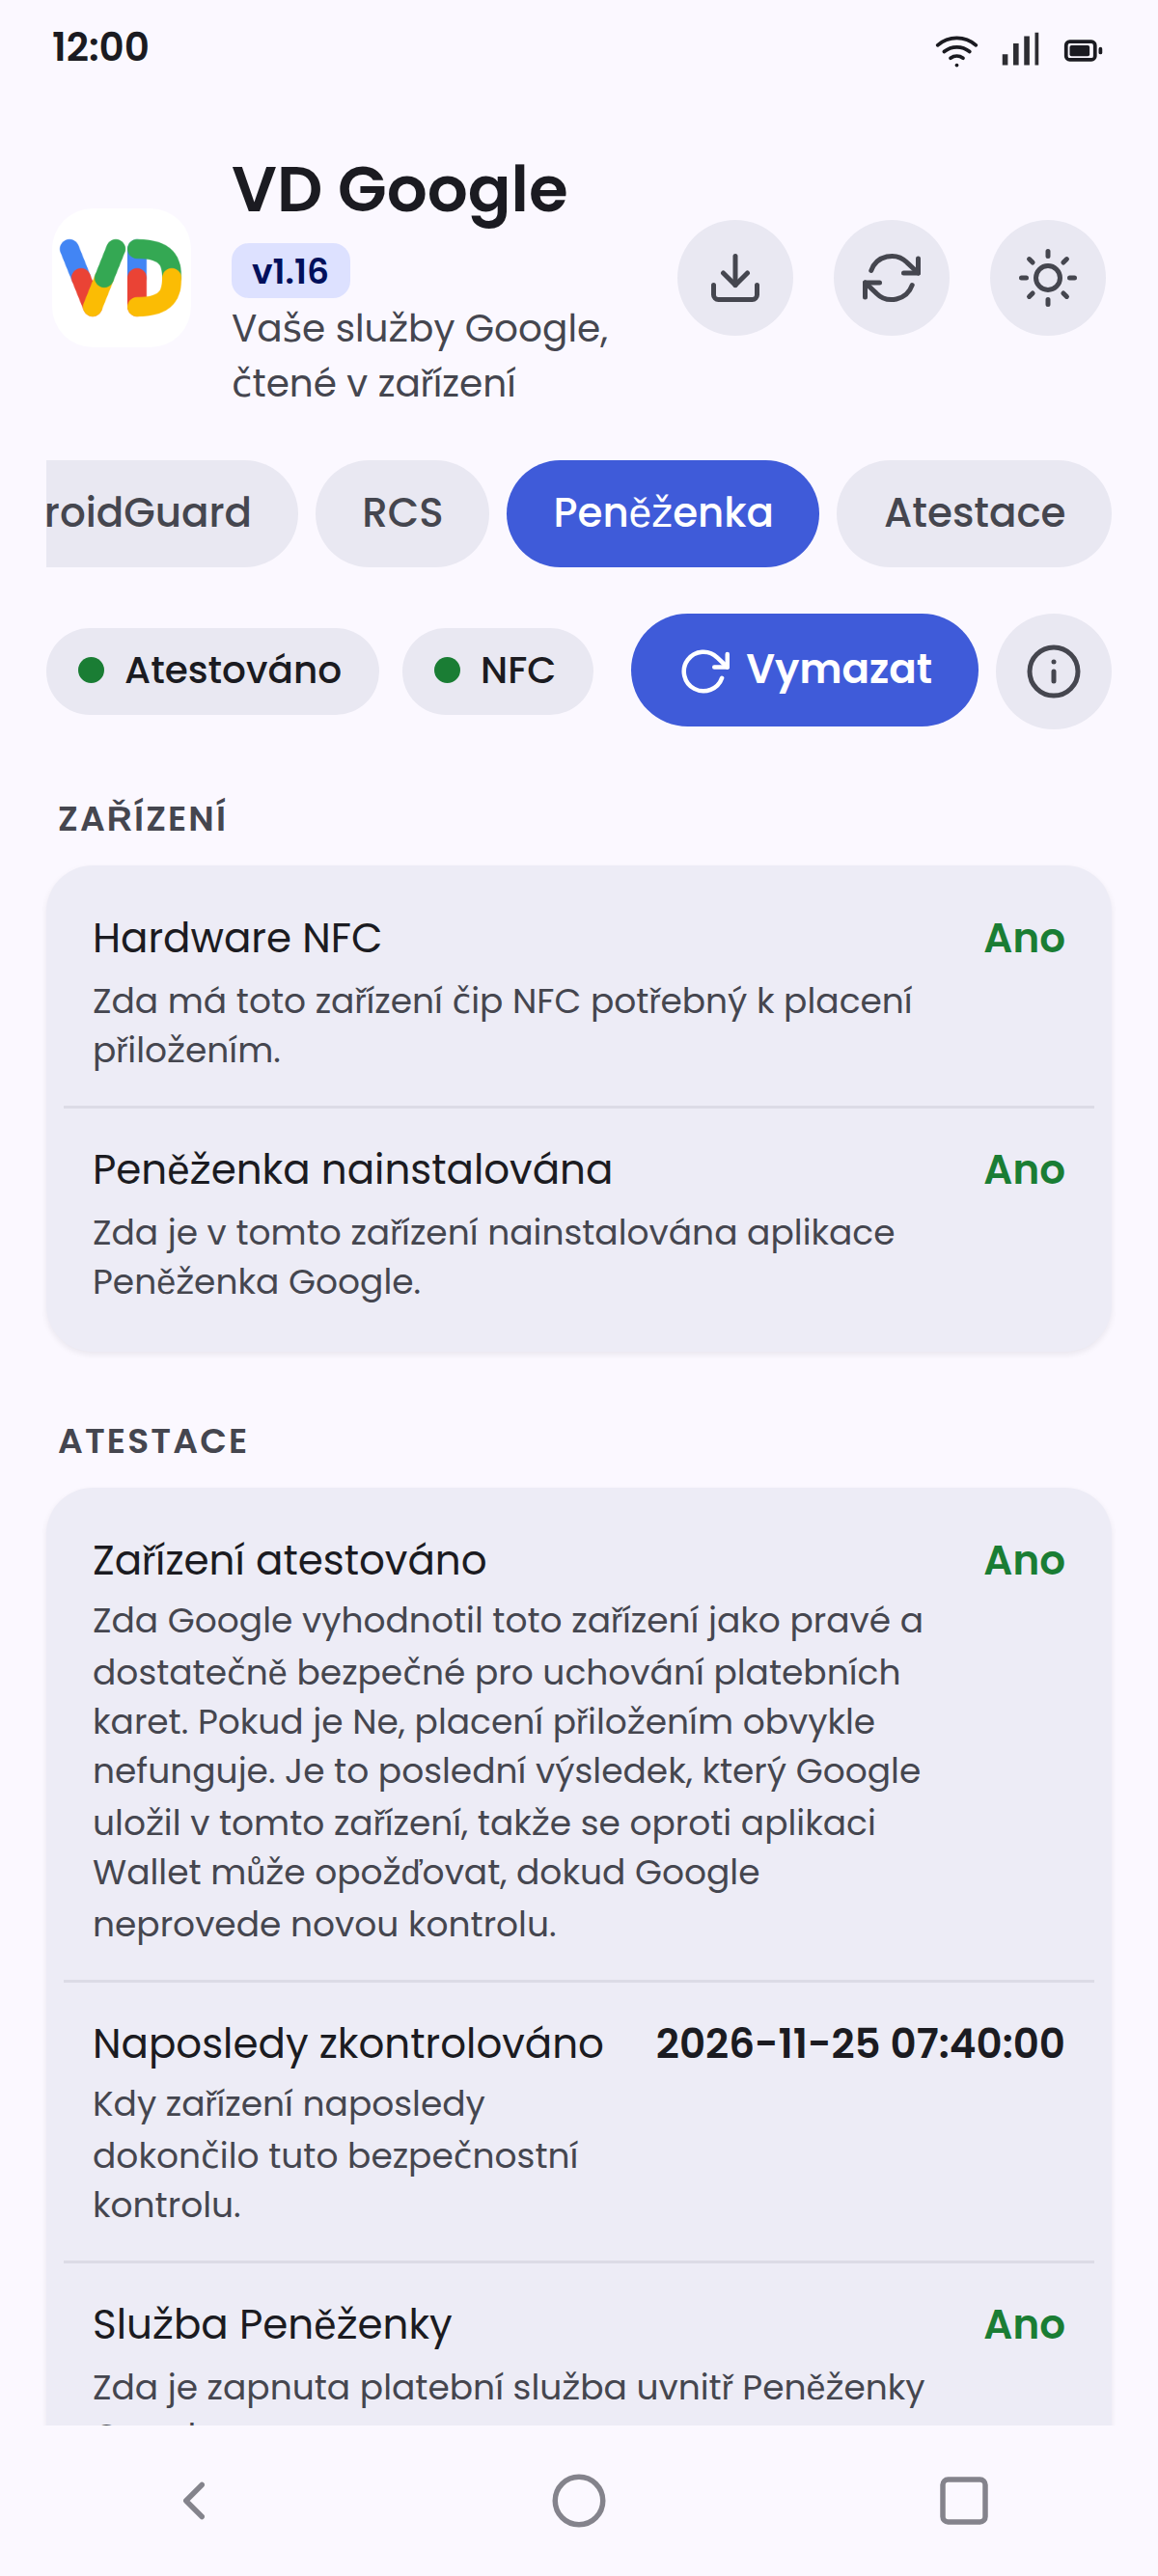 12:00
VD
VD Google
v1.16
Vaše služby Google,
čtené v zařízení
roidGuard
RCS
Peněženka
Atestace
Atestováno
NFC
Vymazat
ZAŘÍZENÍ
Hardware NFC
Ano
Zda má toto zařízení čip NFC potřebný k placení
přiložením.
Peněženka nainstalována
Ano
Zda je v tomto zařízení nainstalována aplikace
Peněženka Google.
ATESTACE
Zařízení atestováno
Ano
Zda Google vyhodnotil toto zařízení jako pravé a
dostatečně bezpečné pro uchování platebních
karet. Pokud je Ne, placení přiložením obvykle
nefunguje. Je to poslední výsledek, který Google
uložil v tomto zařízení, takže se oproti aplikaci
Wallet může opožďovat, dokud Google
neprovede novou kontrolu.
Naposledy zkontrolováno
2026-11-25 07:40:00
Kdy zařízení naposledy
dokončilo tuto bezpečnostní
kontrolu.
Služba Peněženky
Ano
Zda je zapnuta platební služba uvnitř Peněženky